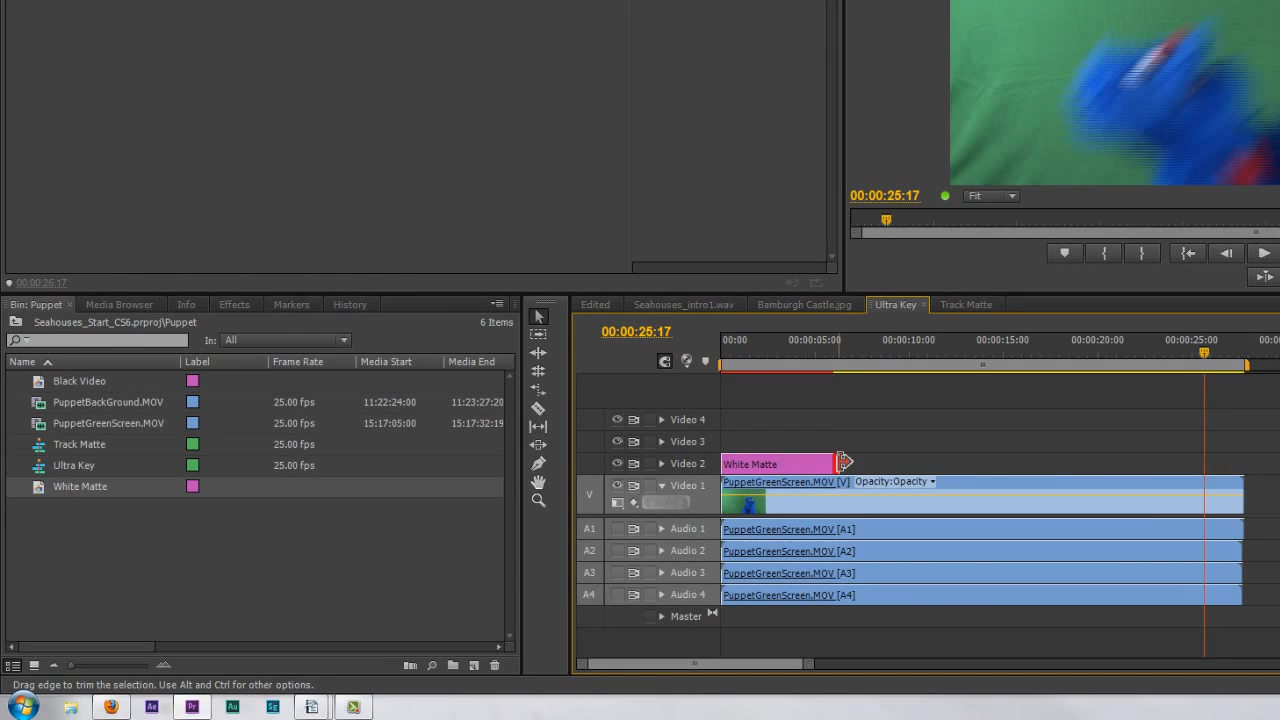 00:00:25:17
Fit
00:00:25:17
Bin: Puppet
Media Browser
Info
Effects
Markers
History
Seahouses_Start_CS6.prproj\Puppet
6 Items
In:
All
Name
Label
Frame Rate
Media Start
Media End
Black Video
PuppetBackGround.MOV
25.00 fps
11:22:24:00
11:23:27:20
PuppetGreenScreen.MOV
25.00 fps
15:17:05:00
15:17:32:19
Track Matte
25.00 fps
Ultra Key
25.00 fps
White Matte
Edited
Seahouses_intro1.wav
Bamburgh Castle.jpg
Ultra Key
Track Matte
00:00:25:17
00:00
00:00:05:00
00:00:10:00
00:00:15:00
00:00:20:00
00:00:25:00
Video 4
Video 3
Video 2
White Matte
V
Video 1
PuppetGreenScreen.MOV [V]
Opacity:Opacity
A1
Audio 1
PuppetGreenScreen.MOV [A1]
A2
Audio 2
PuppetGreenScreen.MOV [A2]
A3
Audio 3
PuppetGreenScreen.MOV [A3]
A4
Audio 4
PuppetGreenScreen.MOV [A4]
Master
Drag edge to trim the selection. Use Alt and Ctrl for other options.
Ae
Pr
Au
Sg